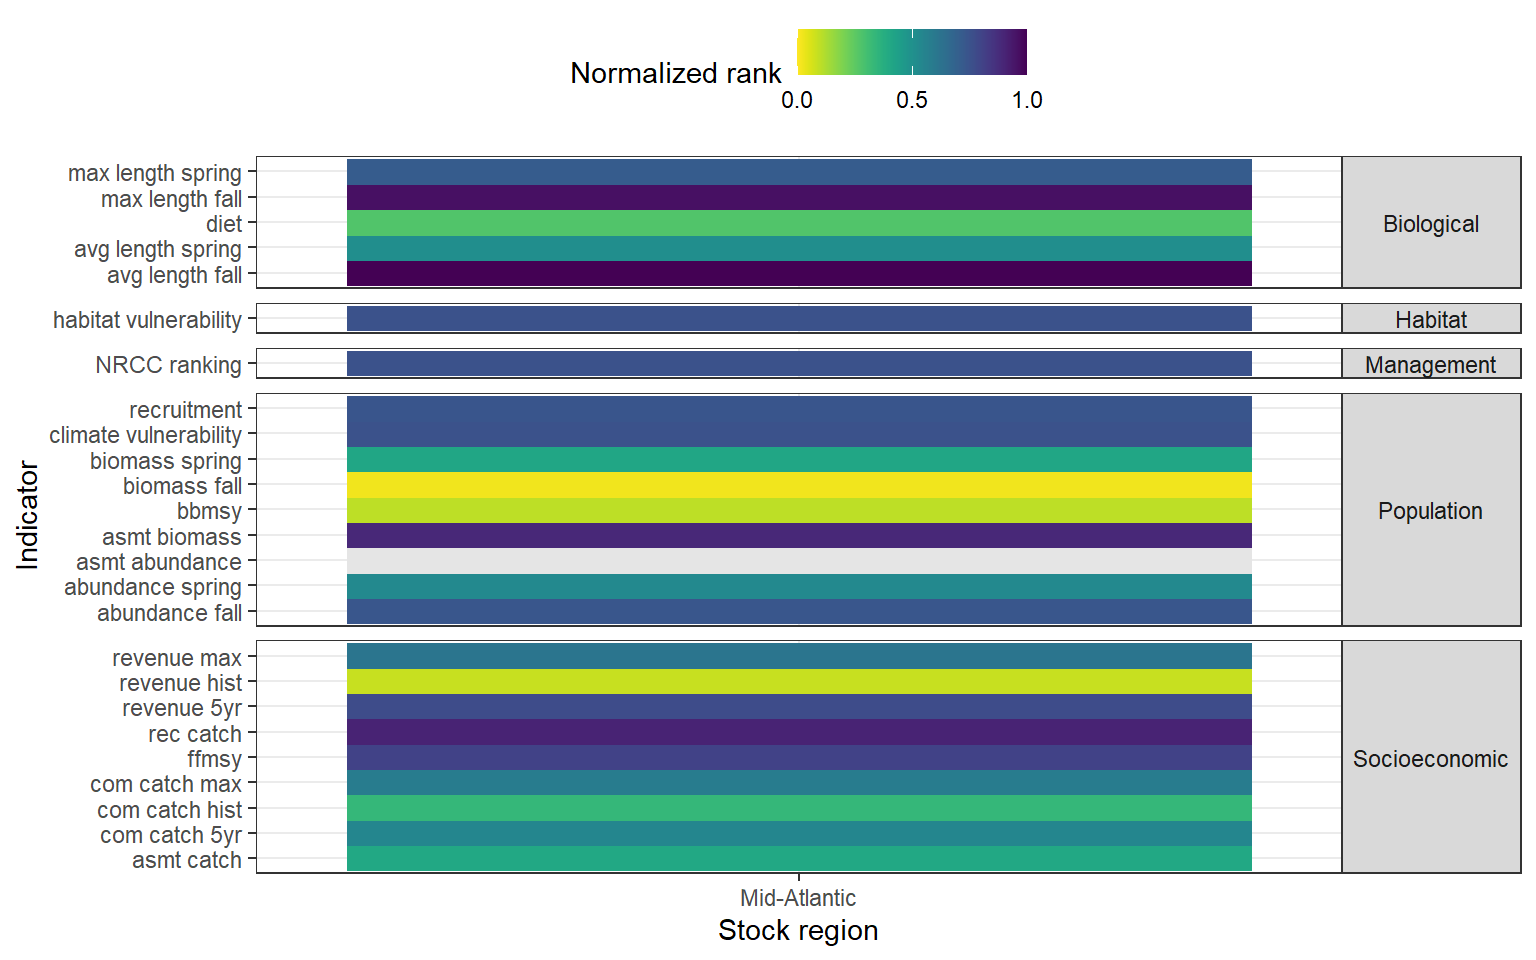 Normalized rank
0.0 0.5 1.0
max length spring
max length fall
diet
avg length spring
avg length fall
Biological
habitat vulnerability
Habitat
NRCC ranking
Management
recruitment
climate vulnerability
biomass spring
biomass fall
bbmsy
asmt biomass
asmt abundance
abundance spring
abundance fall
Population
revenue max
revenue hist
revenue 5yr
rec catch
ffmsy
com catch max
com catch hist
com catch 5yr
asmt catch
Socioeconomic
Indicator
Mid-Atlantic
Stock region